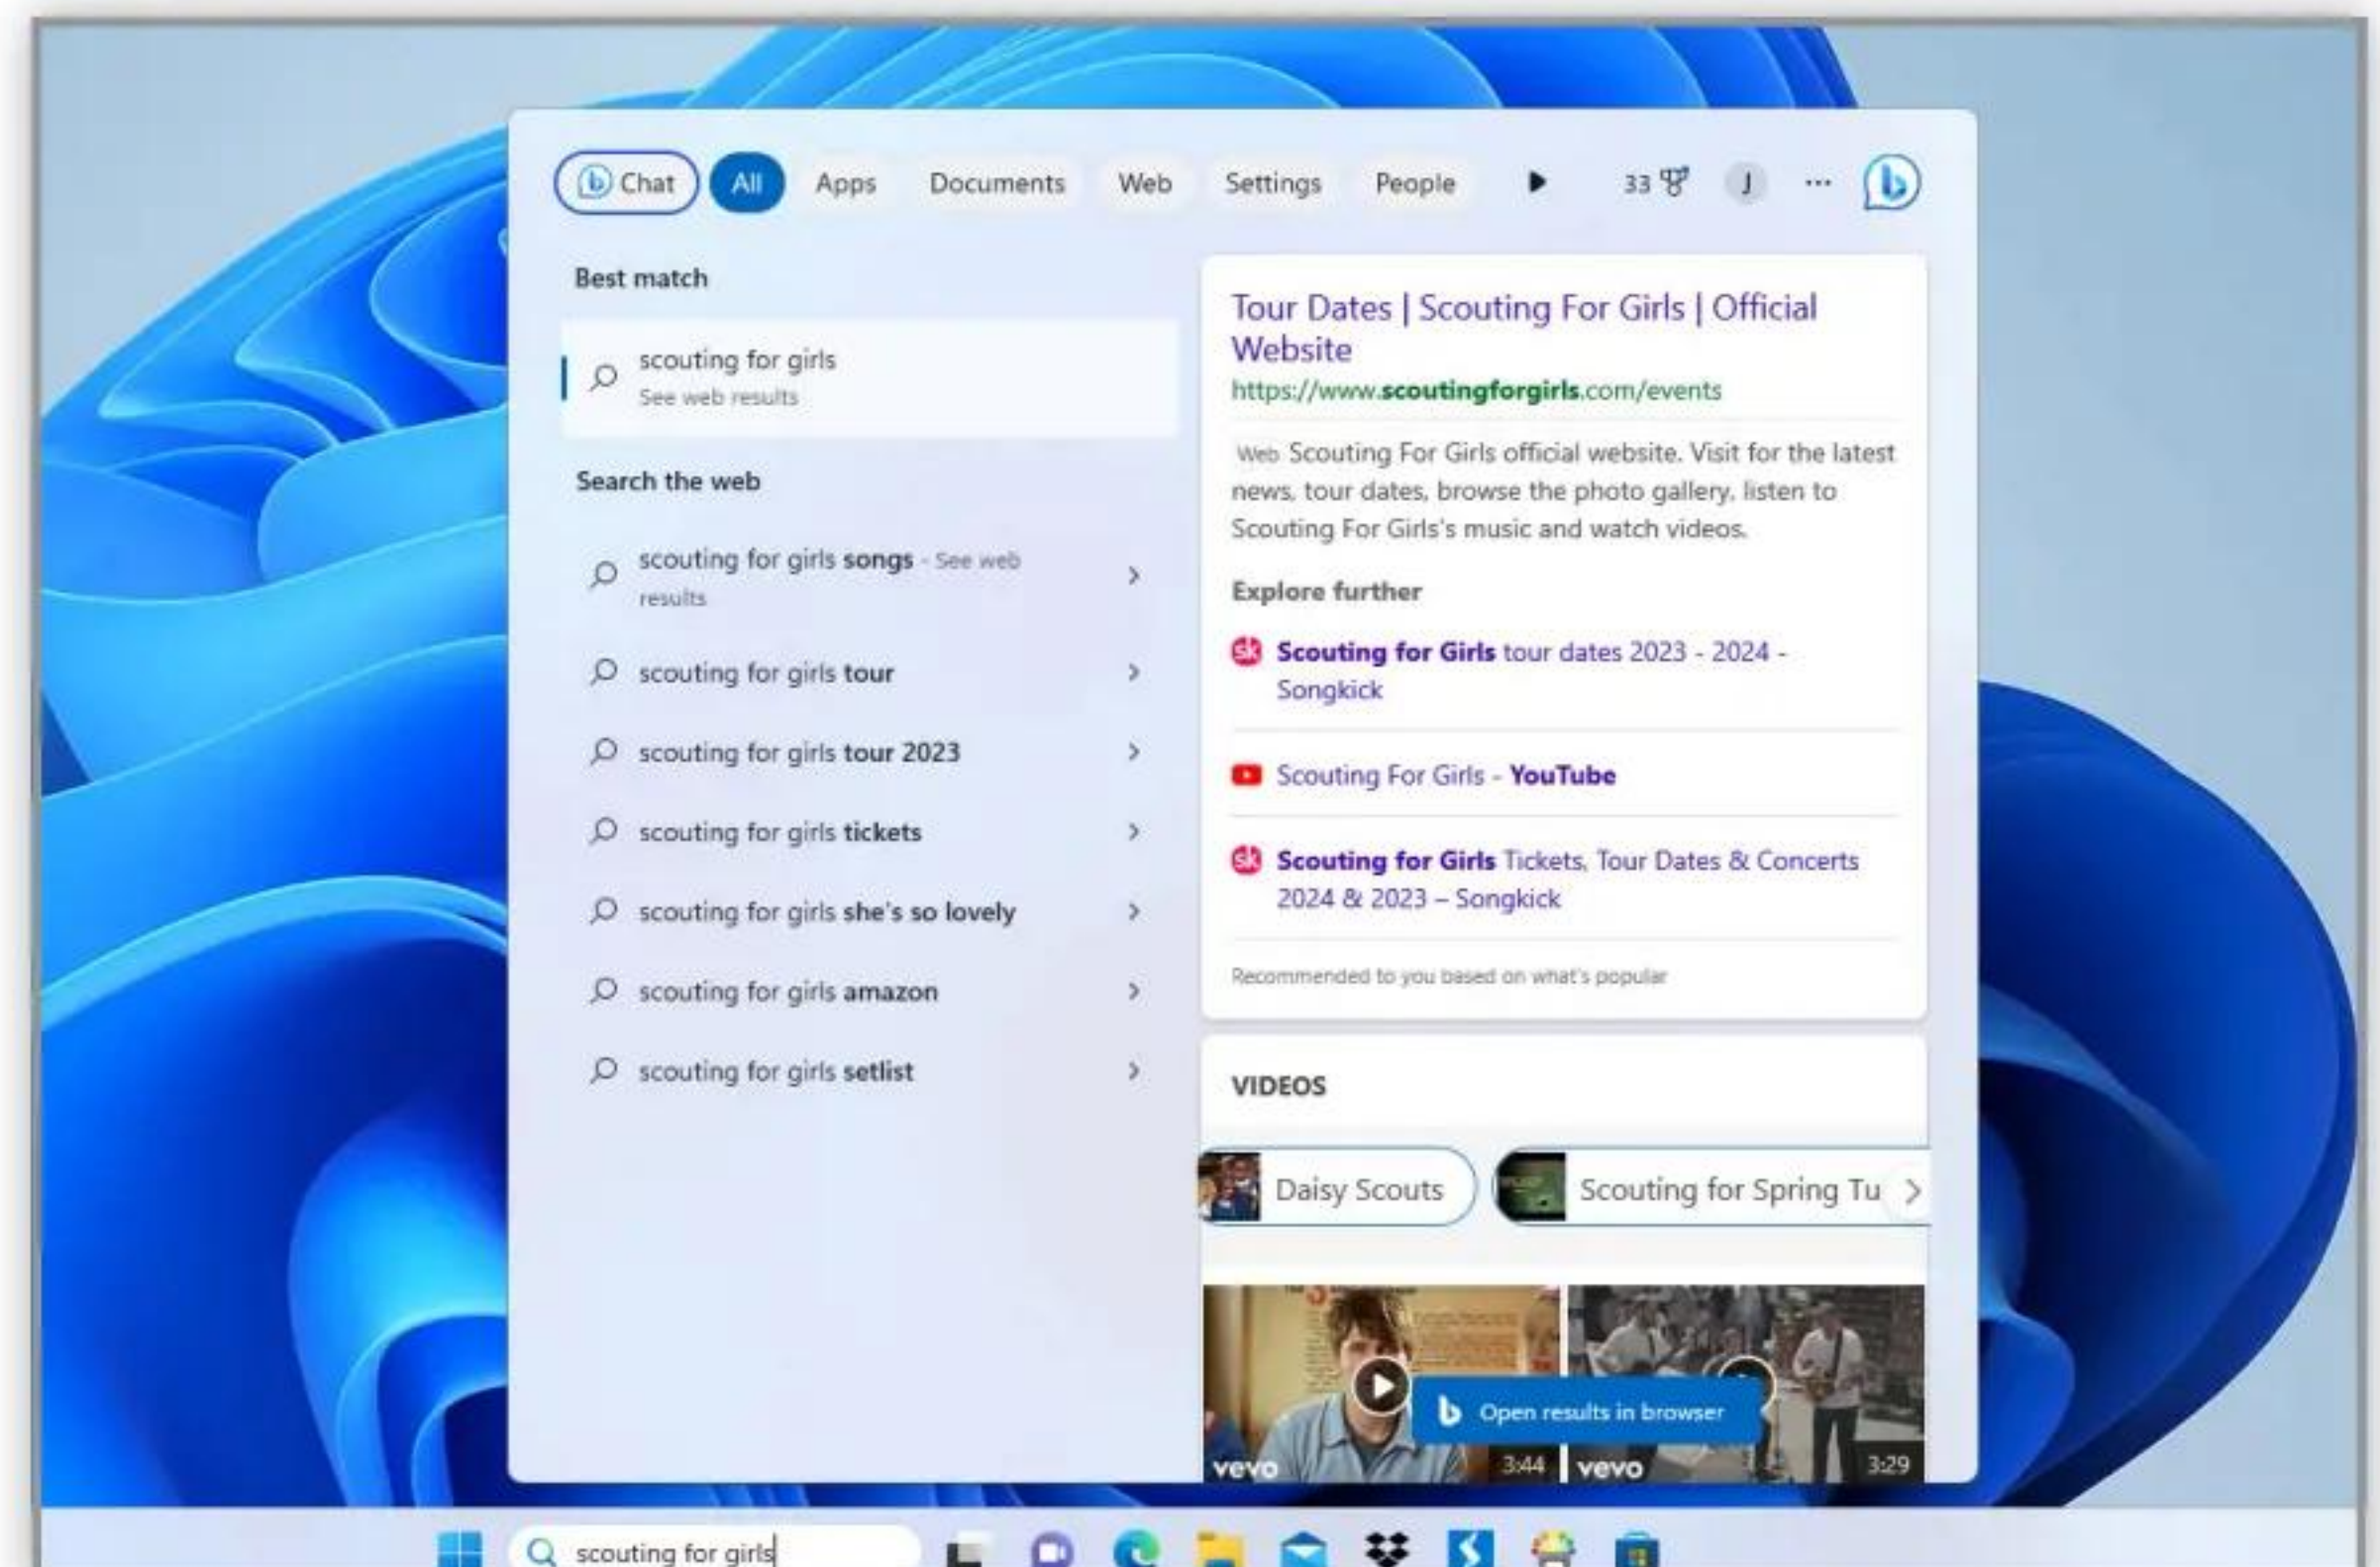 Chat All Apps Documents Web Settings People 33 J
Best match
scouting for girls
See web results
Search the web
scouting for girls songs - See web
results
scouting for girls tour
scouting for girls tour 2023
scouting for girls tickets
scouting for girls she's so lovely
scouting for girls amazon
scouting for girls setlist
Tour Dates | Scouting For Girls | Official
Website
https://www.scoutingforgirls.com/events
Web Scouting For Girls official website. Visit for the latest
news, tour dates, browse the photo gallery, listen to
Scouting For Girls's music and watch videos.
Explore further
sk Scouting for Girls tour dates 2023 - 2024 -
Songkick
Scouting For Girls - YouTube
sk Scouting for Girls Tickets, Tour Dates & Concerts
2024 & 2023 – Songkick
Recommended to you based on what's popular
VIDEOS
Daisy Scouts
Scouting for Spring Tu
Open results in browser
vevo 3:44
vevo 3:29
scouting for girls